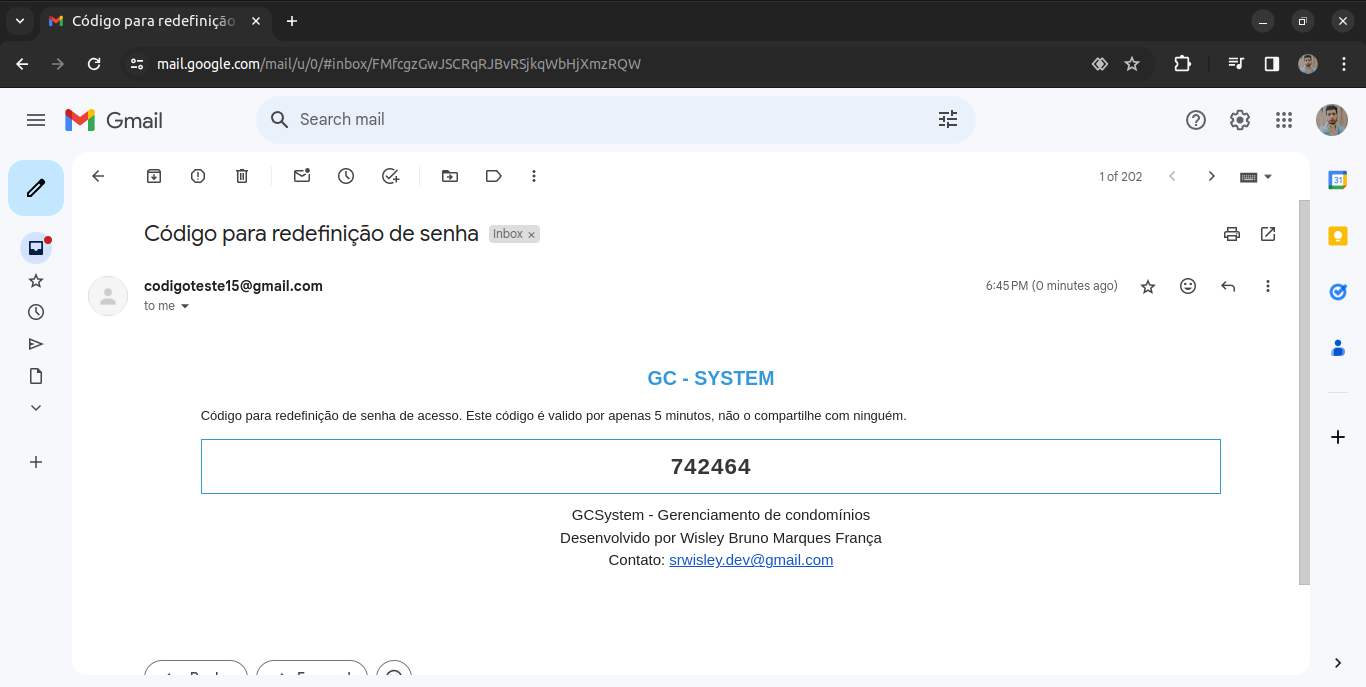 Código para redefinição
mail.google.com/mail/u/0/#inbox/FMfcgzGwJSCRqRJBvRSjkqWbHjXmzRQW
Gmail
Search mail
1 of 202
Código para redefinição de senha
Inbox ×
codigoteste15@gmail.com
6:45 PM (0 minutes ago)
to me
31
GC - SYSTEM
Código para redefinição de senha de acesso. Este código é valido por apenas 5 minutos, não o compartilhe com ninguém.
742464
GCSystem - Gerenciamento de condomínios
Desenvolvido por Wisley Bruno Marques França
Contato: srwisley.dev@gmail.com